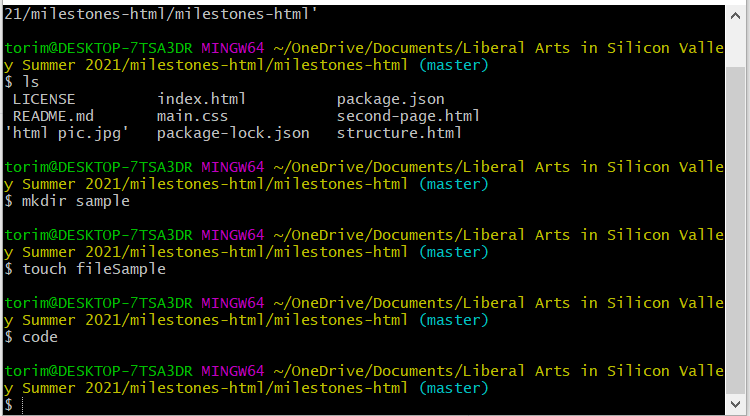 21/milestones-html/milestones-html'
torim@DESKTOP-7TSA3DR MINGW64 ~/OneDrive/Documents/Liberal Arts in Silicon Valle
y Summer 2021/milestones-html/milestones-html (master)
$ ls
LICENSE index.html package.json
README.md main.css second-page.html
'html pic.jpg' package-lock.json structure.html
torim@DESKTOP-7TSA3DR MINGW64 ~/OneDrive/Documents/Liberal Arts in Silicon Valle
y Summer 2021/milestones-html/milestones-html (master)
$ mkdir sample
torim@DESKTOP-7TSA3DR MINGW64 ~/OneDrive/Documents/Liberal Arts in Silicon Valle
y Summer 2021/milestones-html/milestones-html (master)
$ touch fileSample
torim@DESKTOP-7TSA3DR MINGW64 ~/OneDrive/Documents/Liberal Arts in Silicon Valle
y Summer 2021/milestones-html/milestones-html (master)
$ code
torim@DESKTOP-7TSA3DR MINGW64 ~/OneDrive/Documents/Liberal Arts in Silicon Valle
y Summer 2021/milestones-html/milestones-html (master)
$